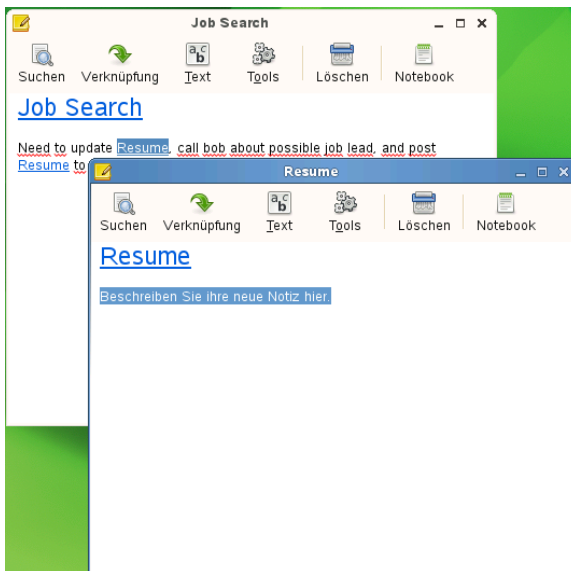 Job Search
Suchen Verknüpfung Text Tools Löschen Notebook
Job Search
Need to update Resume, call bob about possible job lead, and post
Resume to
Resume
Suchen Verknüpfung Text Tools Löschen Notebook
Resume
Beschreiben Sie ihre neue Notiz hier.